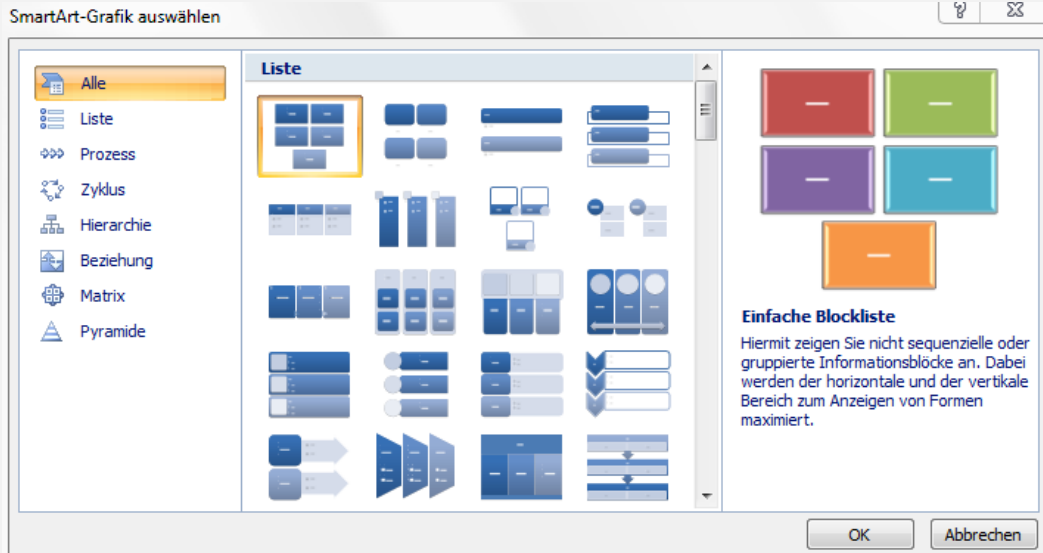 SmartArt-Grafik auswählen
Alle
Liste
Prozess
Zyklus
Hierarchie
Beziehung
Matrix
Pyramide
Liste
Einfache Blockliste
Hiermit zeigen Sie nicht sequenzielle oder
gruppierte Informationsblöcke an. Dabei
werden der horizontale und der vertikale
Bereich zum Anzeigen von Formen
maximiert.
OK
Abbrechen